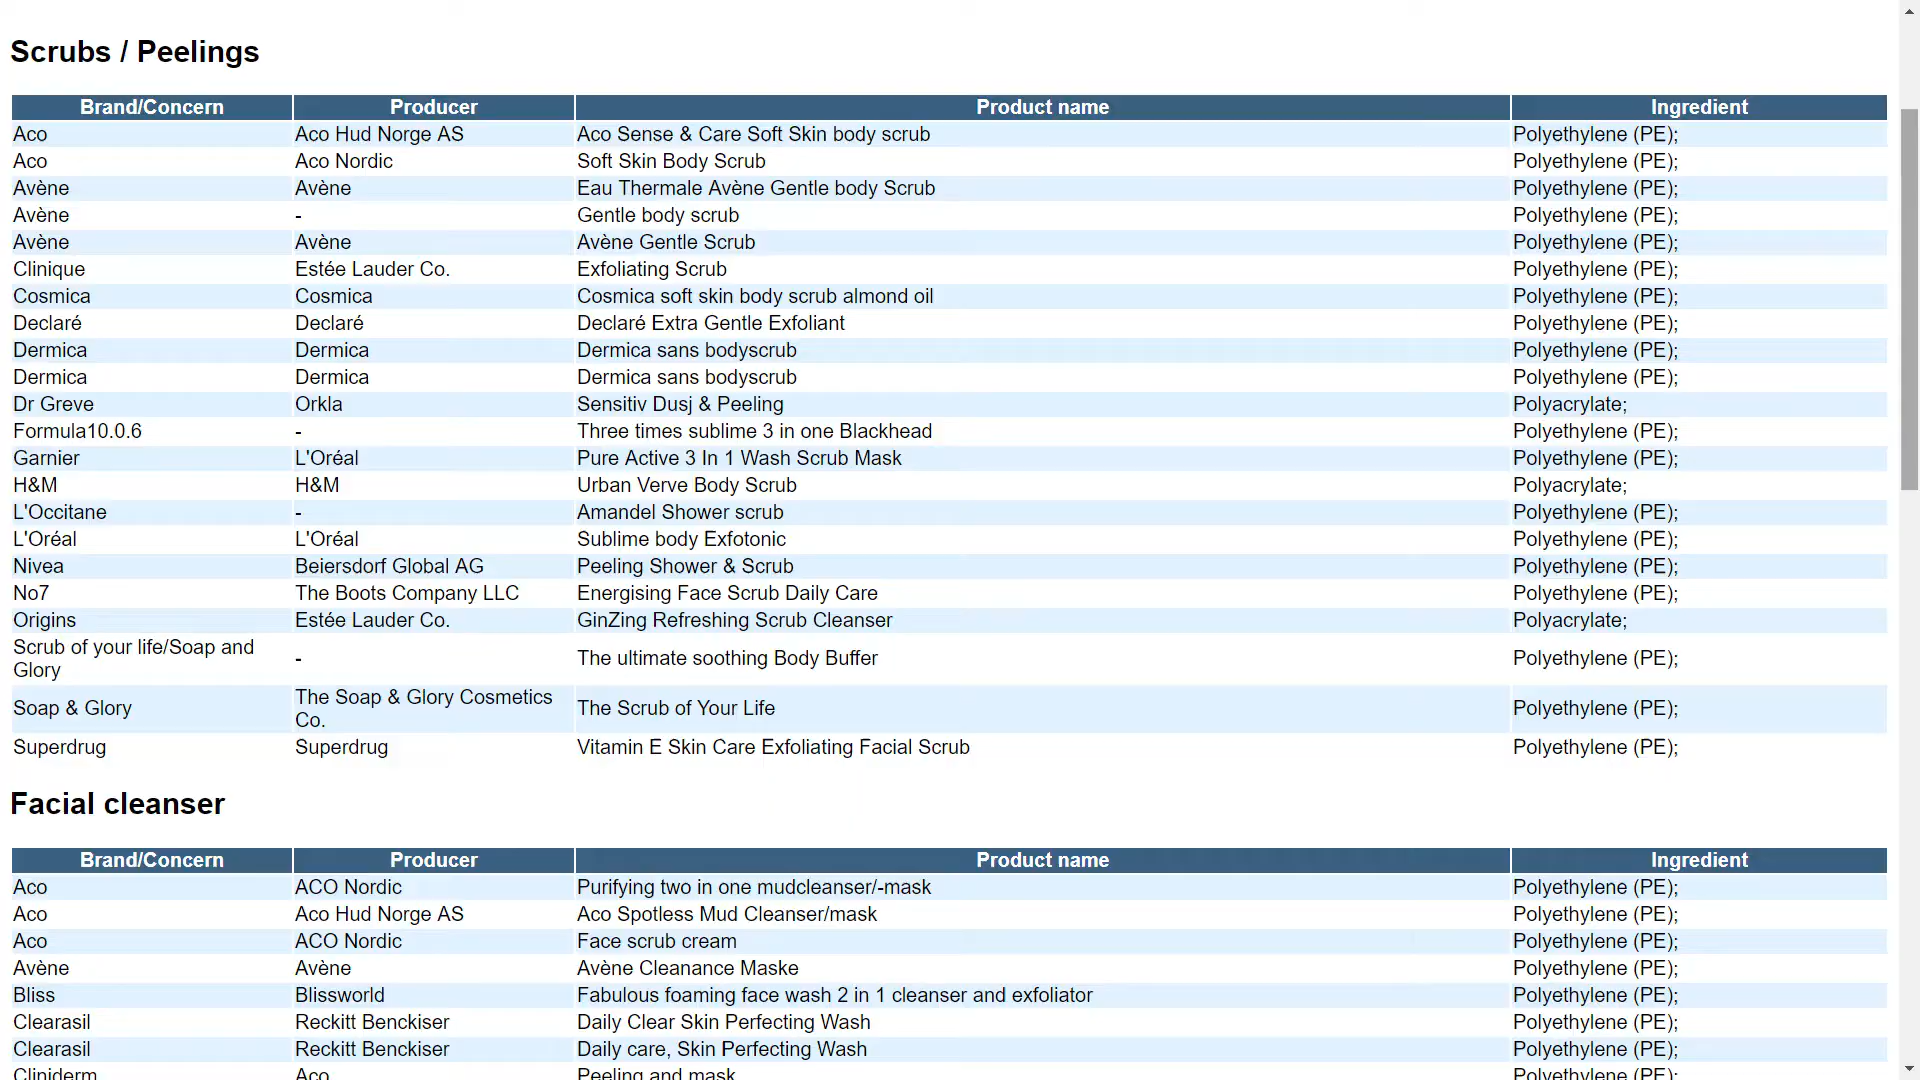 Scrubs / Peelings
Brand/Concern Producer Product name Ingredient
Aco Aco Hud Norge AS Aco Sense & Care Soft Skin body scrub Polyethylene (PE);
Aco Aco Nordic Soft Skin Body Scrub Polyethylene (PE);
Avène Avène Eau Thermale Avène Gentle body Scrub Polyethylene (PE);
Avène - Gentle body scrub Polyethylene (PE);
Avène Avène Avène Gentle Scrub Polyethylene (PE);
Clinique Estée Lauder Co. Exfoliating Scrub Polyethylene (PE);
Cosmica Cosmica Cosmica soft skin body scrub almond oil Polyethylene (PE);
Declaré Declaré Declaré Extra Gentle Exfoliant Polyethylene (PE);
Dermica Dermica Dermica sans bodyscrub Polyethylene (PE);
Dermica Dermica Dermica sans bodyscrub Polyethylene (PE);
Dr Greve Orkla Sensitiv Dusj & Peeling Polyacrylate;
Formula10.0.6 - Three times sublime 3 in one Blackhead Polyethylene (PE);
Garnier L'Oréal Pure Active 3 In 1 Wash Scrub Mask Polyethylene (PE);
H&M H&M Urban Verve Body Scrub Polyacrylate;
L'Occitane - Amandel Shower scrub Polyethylene (PE);
L'Oréal L'Oréal Sublime body Exfotonic Polyethylene (PE);
Nivea Beiersdorf Global AG Peeling Shower & Scrub Polyethylene (PE);
No7 The Boots Company LLC Energising Face Scrub Daily Care Polyethylene (PE);
Origins Estée Lauder Co. GinZing Refreshing Scrub Cleanser Polyacrylate;
Scrub of your life/Soap and
Glory - The ultimate soothing Body Buffer Polyethylene (PE);
Soap & Glory The Soap & Glory Cosmetics
Co. The Scrub of Your Life Polyethylene (PE);
Superdrug Superdrug Vitamin E Skin Care Exfoliating Facial Scrub Polyethylene (PE);
Facial cleanser
Brand/Concern Producer Product name Ingredient
Aco ACO Nordic Purifying two in one mudcleanser/-mask Polyethylene (PE);
Aco Aco Hud Norge AS Aco Spotless Mud Cleanser/mask Polyethylene (PE);
Aco ACO Nordic Face scrub cream Polyethylene (PE);
Avène Avène Avène Cleanance Maske Polyethylene (PE);
Bliss Blissworld Fabulous foaming face wash 2 in 1 cleanser and exfoliator Polyethylene (PE);
Clearasil Reckitt Benckiser Daily Clear Skin Perfecting Wash Polyethylene (PE);
Clearasil Reckitt Benckiser Daily care, Skin Perfecting Wash Polyethylene (PE);
Cliniderm Aco Peeling and mask Polyethylene (PE);